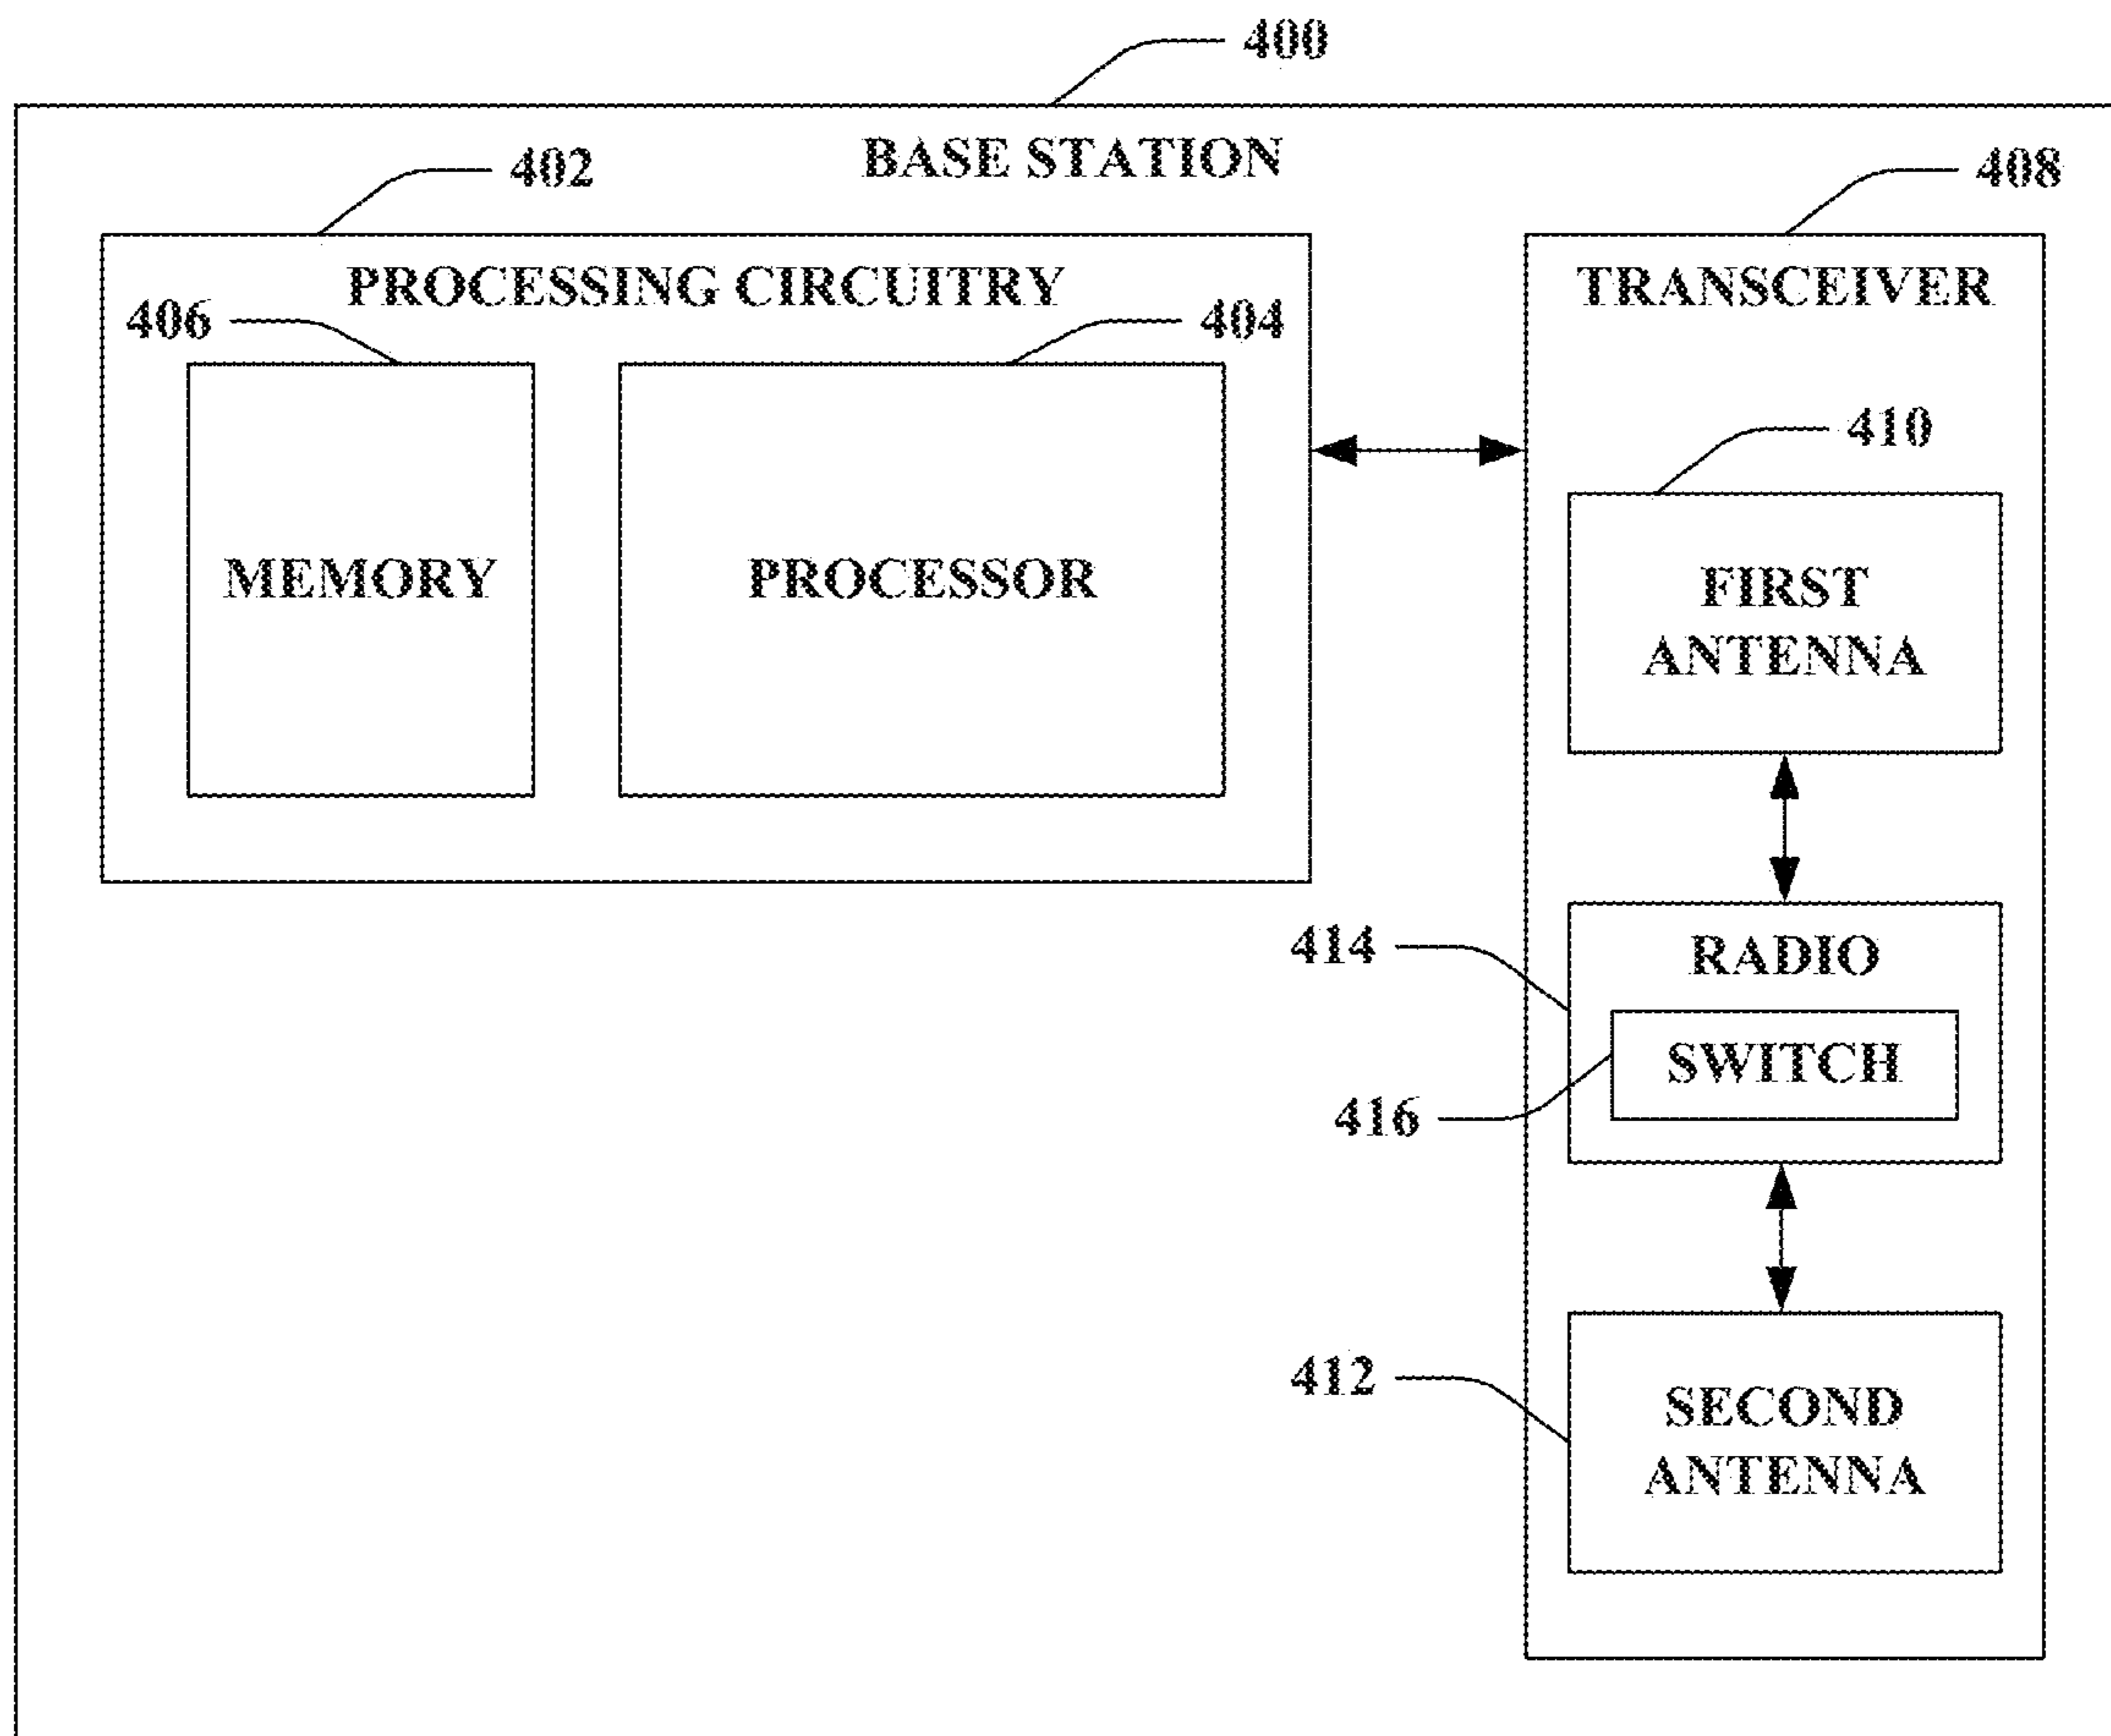 400
BASE STATION
402
408
PROCESSING CIRCUITRY
TRANSCEIVER
406
404
410
MEMORY
PROCESSOR
FIRST
ANTENNA
414
RADIO
SWITCH
416
412
SECOND
ANTENNA